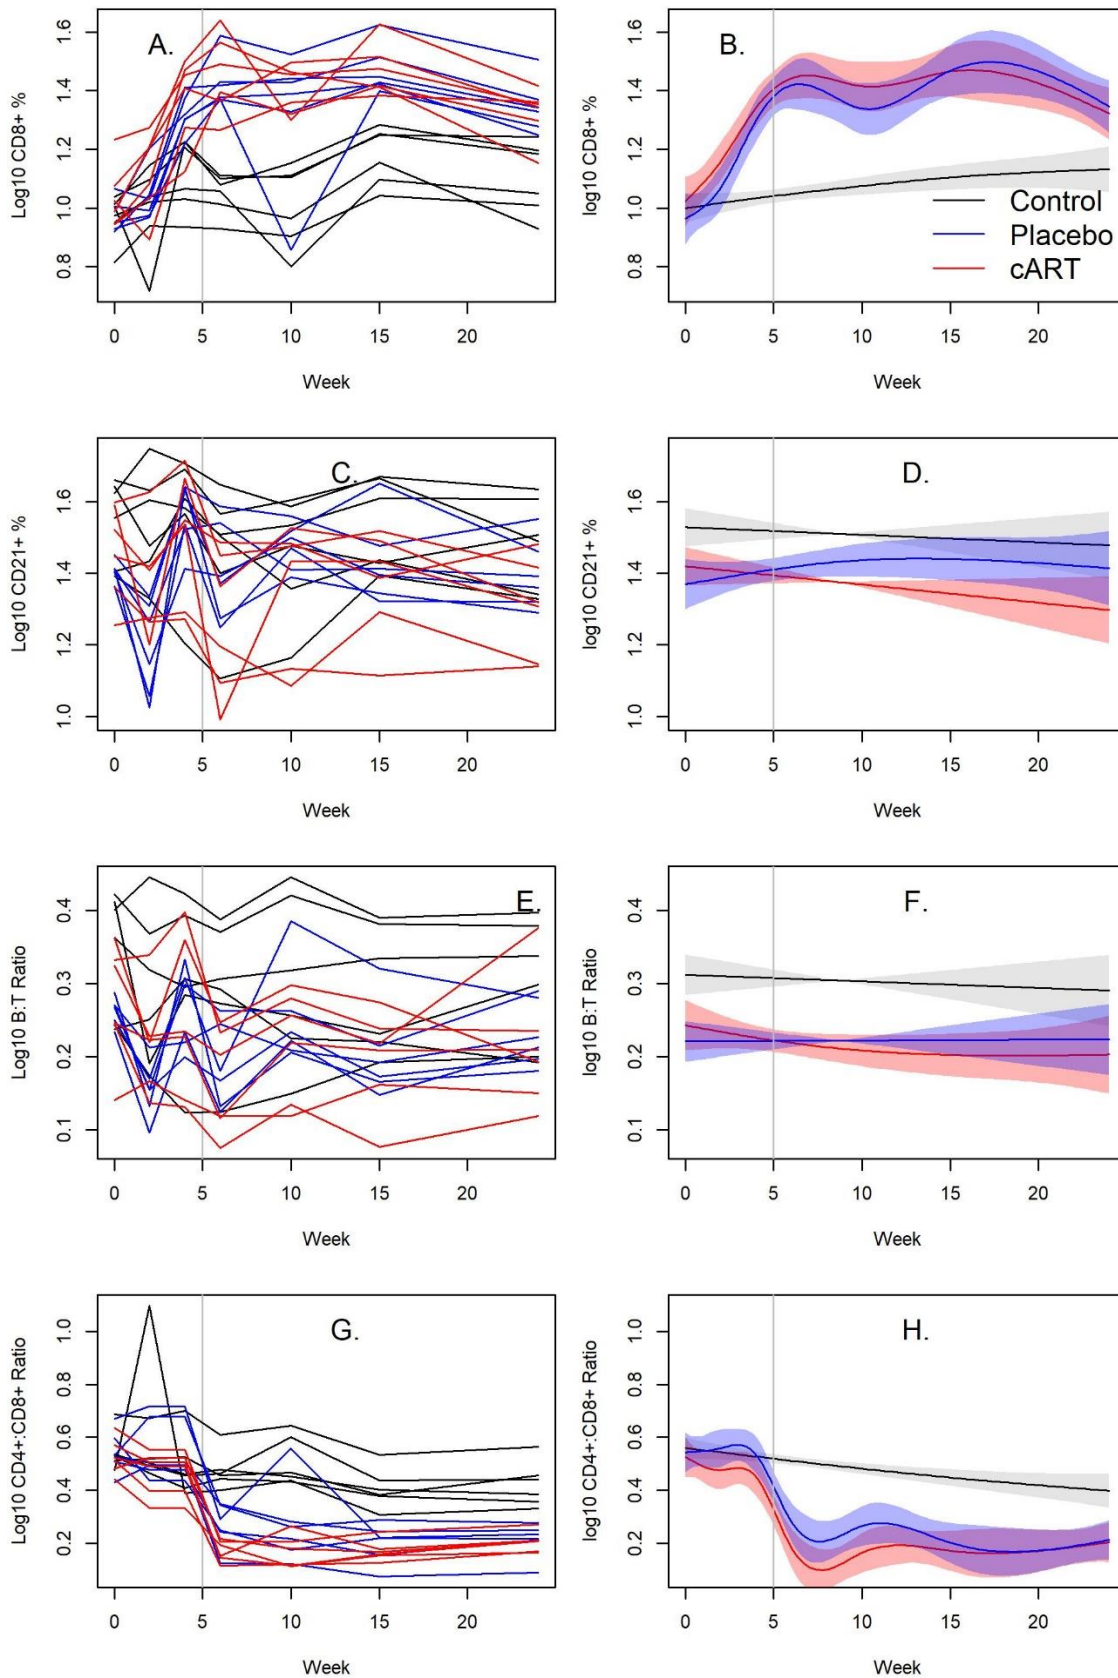 A.
Log10 CD8+ %
0.8 1.0 1.2 1.4 1.6
0 5 10 15 20
Week
B.
log10 CD8+ %
0.8 1.0 1.2 1.4 1.6
Control
Placebo
cART
0 5 10 15 20
Week
C.
Log10 CD21+ %
1.0 1.2 1.4 1.6
0 5 10 15 20
Week
D.
log10 CD21+ %
1.0 1.2 1.4 1.6
0 5 10 15 20
Week
E.
Log10 B:T Ratio
0.1 0.2 0.3 0.4
0 5 10 15 20
Week
F.
log10 B:T Ratio
0.1 0.2 0.3 0.4
0 5 10 15 20
Week
G.
Log10 CD4+:CD8+ Ratio
0.2 0.4 0.6 0.8 1.0
0 5 10 15 20
Week
H.
log10 CD4+:CD8+ Ratio
0.2 0.4 0.6 0.8 1.0
0 5 10 15 20
Week